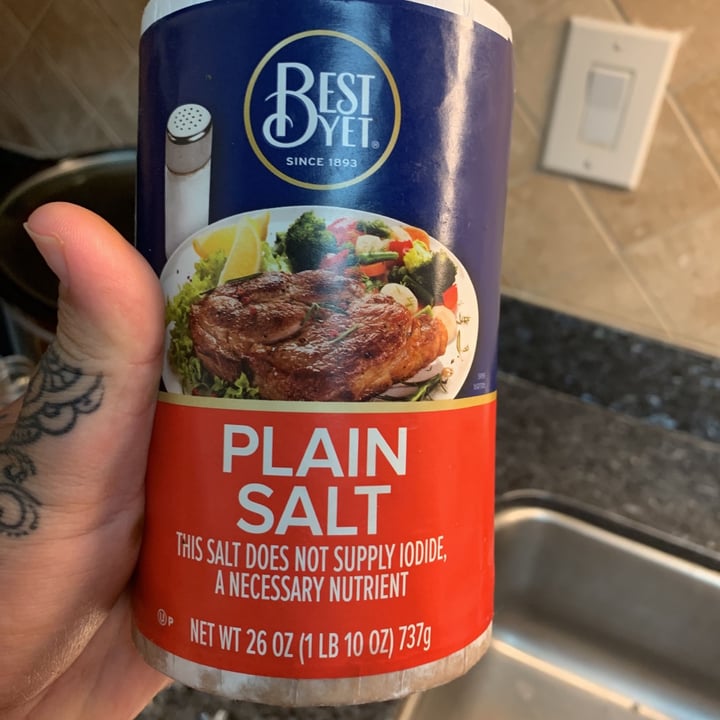 BEST
YET®
SINCE 1893
PLAIN
SALT
THIS SALT DOES NOT SUPPLY IODIDE,
A NECESSARY NUTRIENT
U P
NET WT 26 OZ (1 LB 10 OZ) 737g